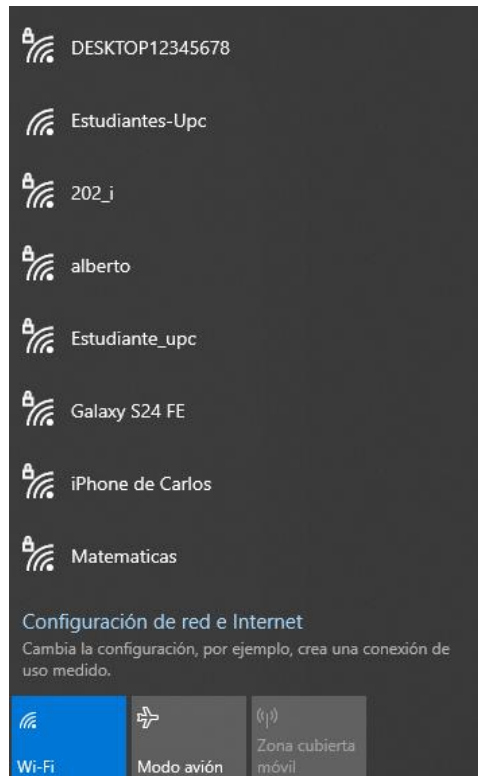 DESKTOP12345678
Estudiantes-Upc
202_i
alberto
Estudiante_upc
Galaxy S24 FE
iPhone de Carlos
Matematicas
Configuración de red e Internet
Cambia la configuración, por ejemplo, crea una conexión de
uso medido.
Zona cubierta
Wi-Fi Modo avión móvil